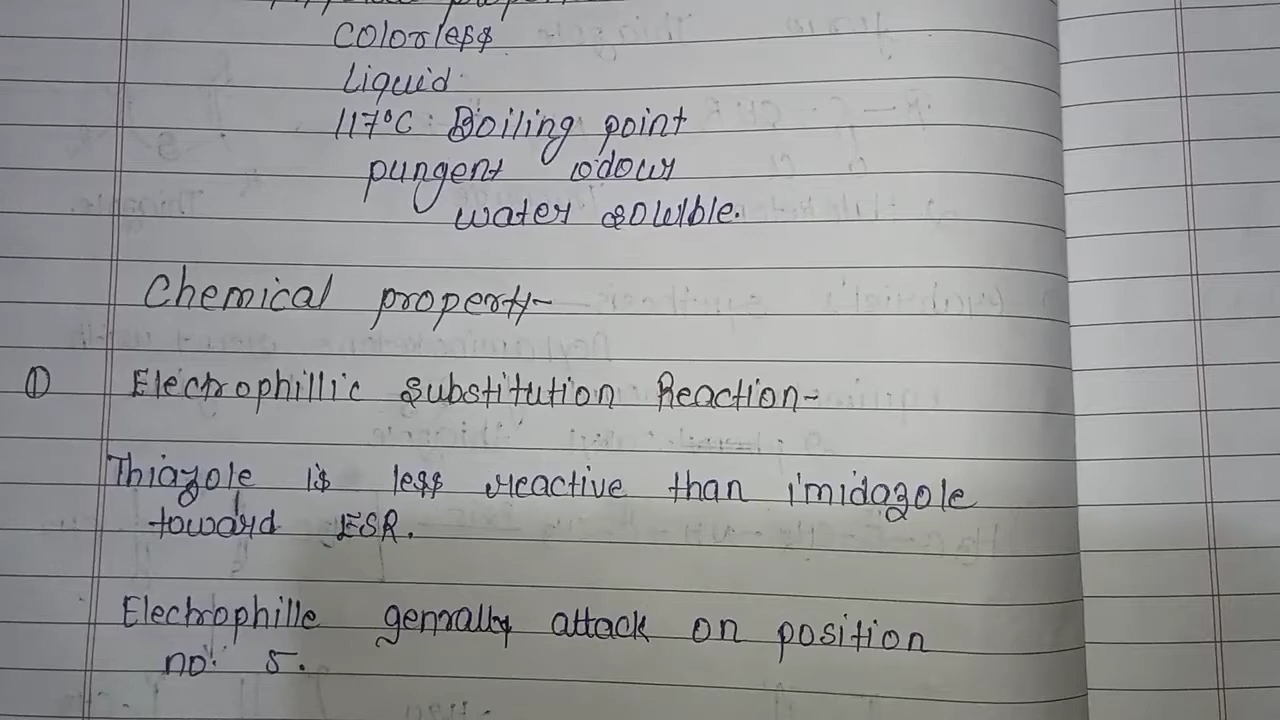 Colorless
Liquid
117°C: Boiling point
pungent odour
water soluble.
Chemical property-
① Electrophillic Substitution Reaction-
Thiazole is less reactive than imidazole
toward ESR.
Electrophille genrally attack on position
no. 5.